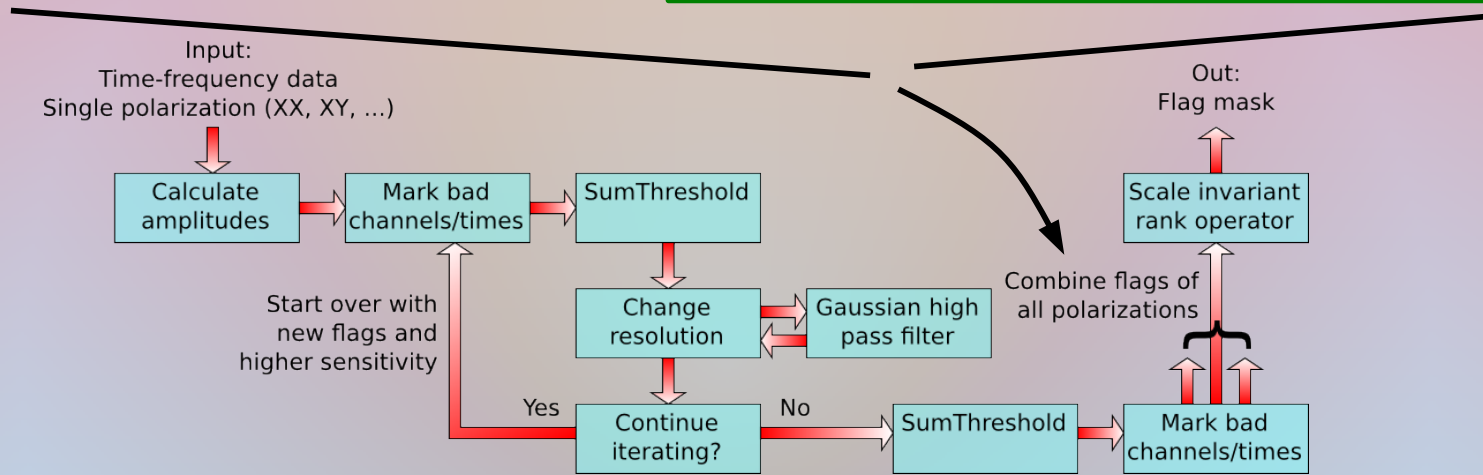 Input:
Time-frequency data
Single polarization (XX, XY, ...)
Out:
Flag mask
Calculate
amplitudes
Mark bad
channels/times
SumThreshold
Scale invariant
rank operator
Start over with
new flags and
higher sensitivity
Change
resolution
Gaussian high
pass filter
Combine flags of
all polarizations
Yes
Continue
iterating?
No
SumThreshold
Mark bad
channels/times